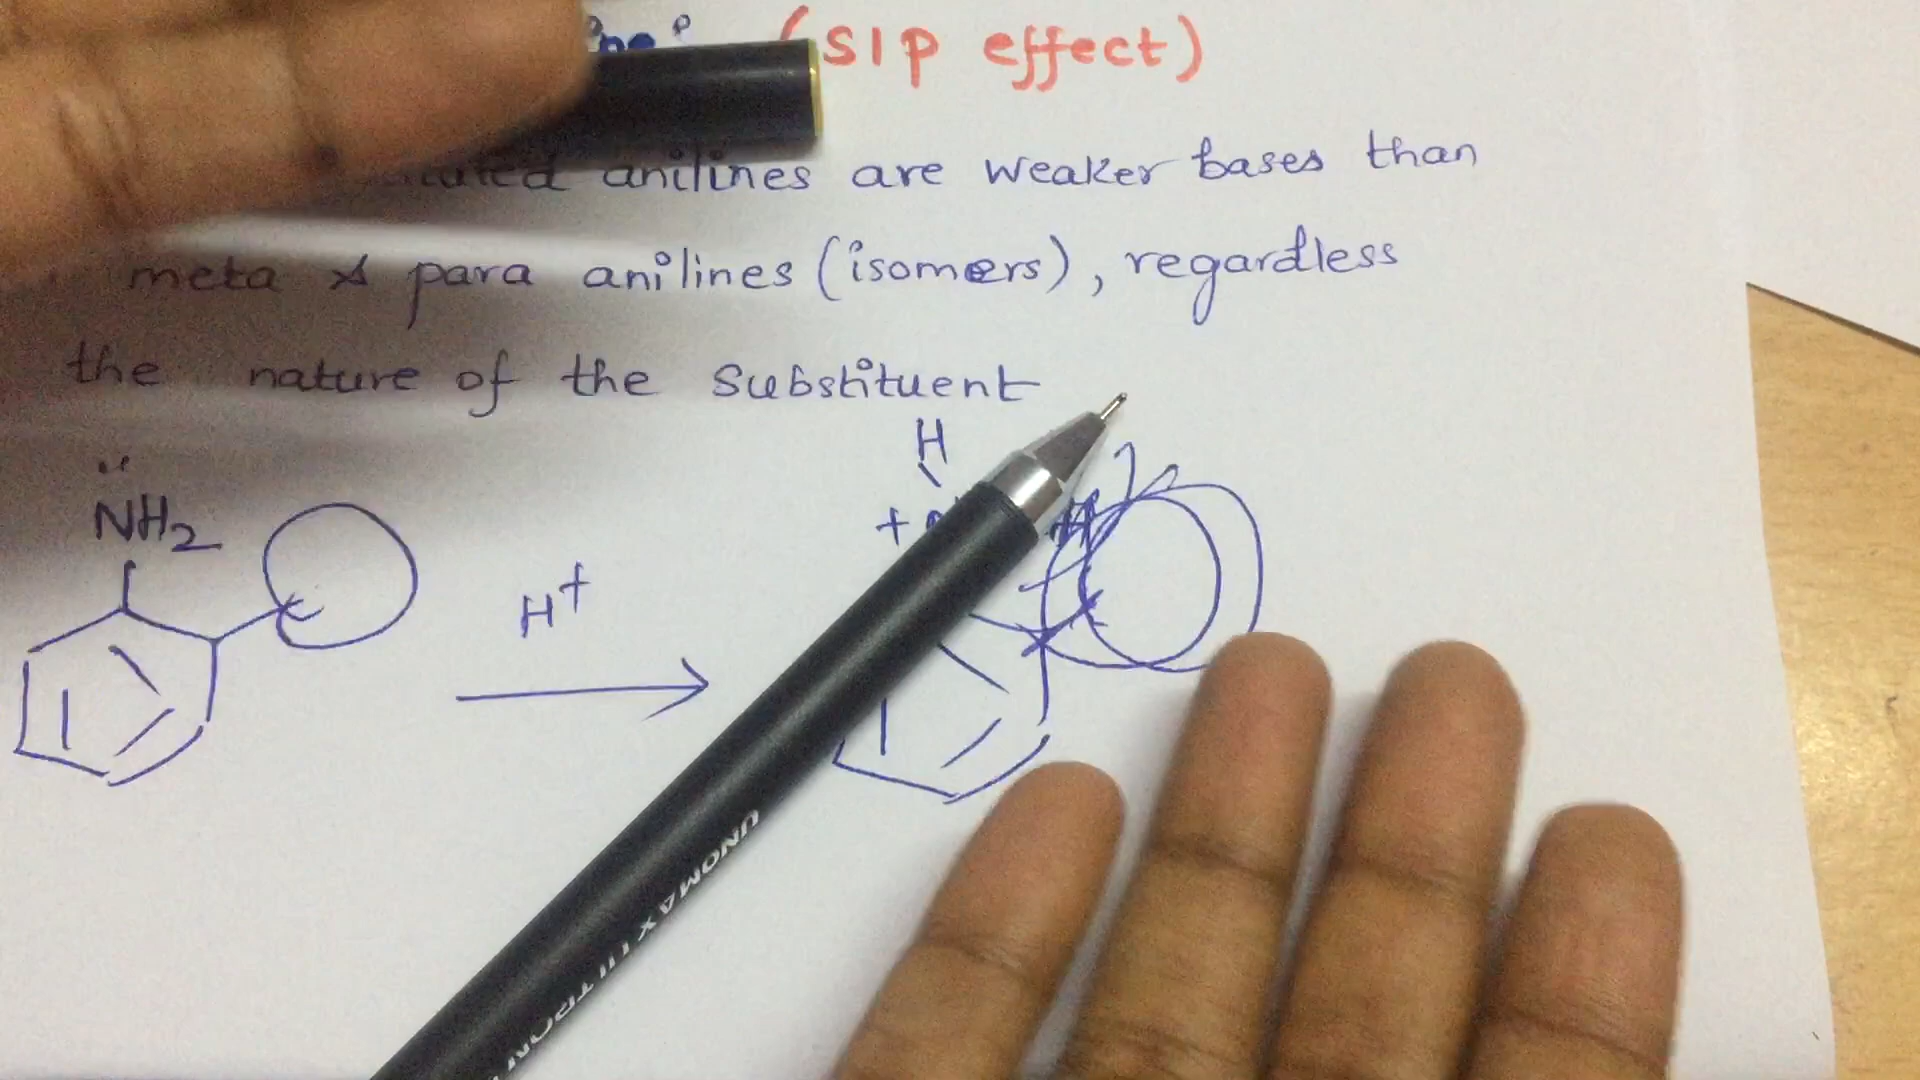 (SIP effect)
anilines are weaker bases than
meta & para anilines (isomers), regardless
the nature of the substituent
H
NH2
+
H
H+
UNOMAX